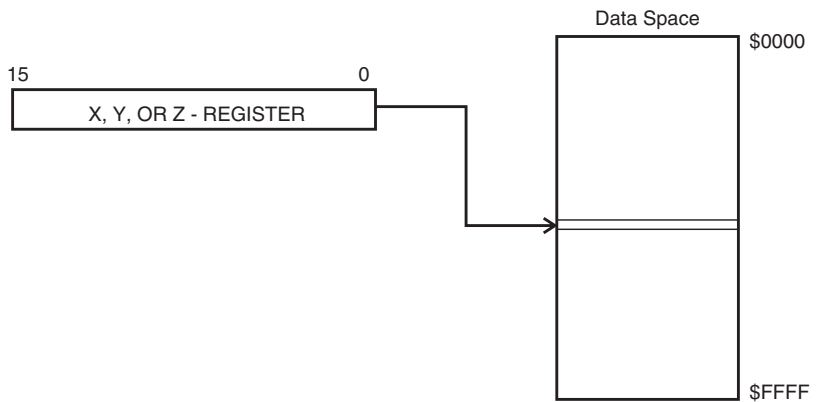 Data Space
$0000
15 0
X, Y, OR Z - REGISTER
$FFFF